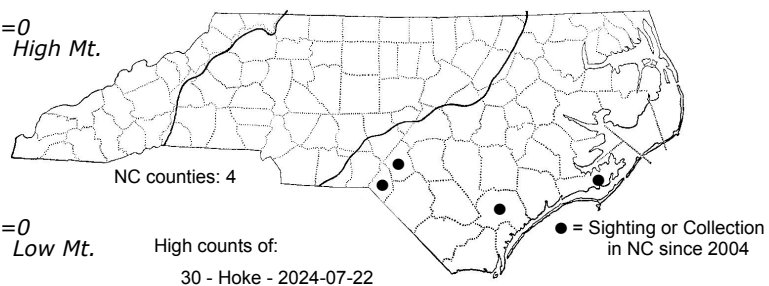 =0
High Mt.
NC counties: 4
=0
Low Mt.
High counts of:
30 - Hoke - 2024-07-22
● = Sighting or Collection
in NC since 2004